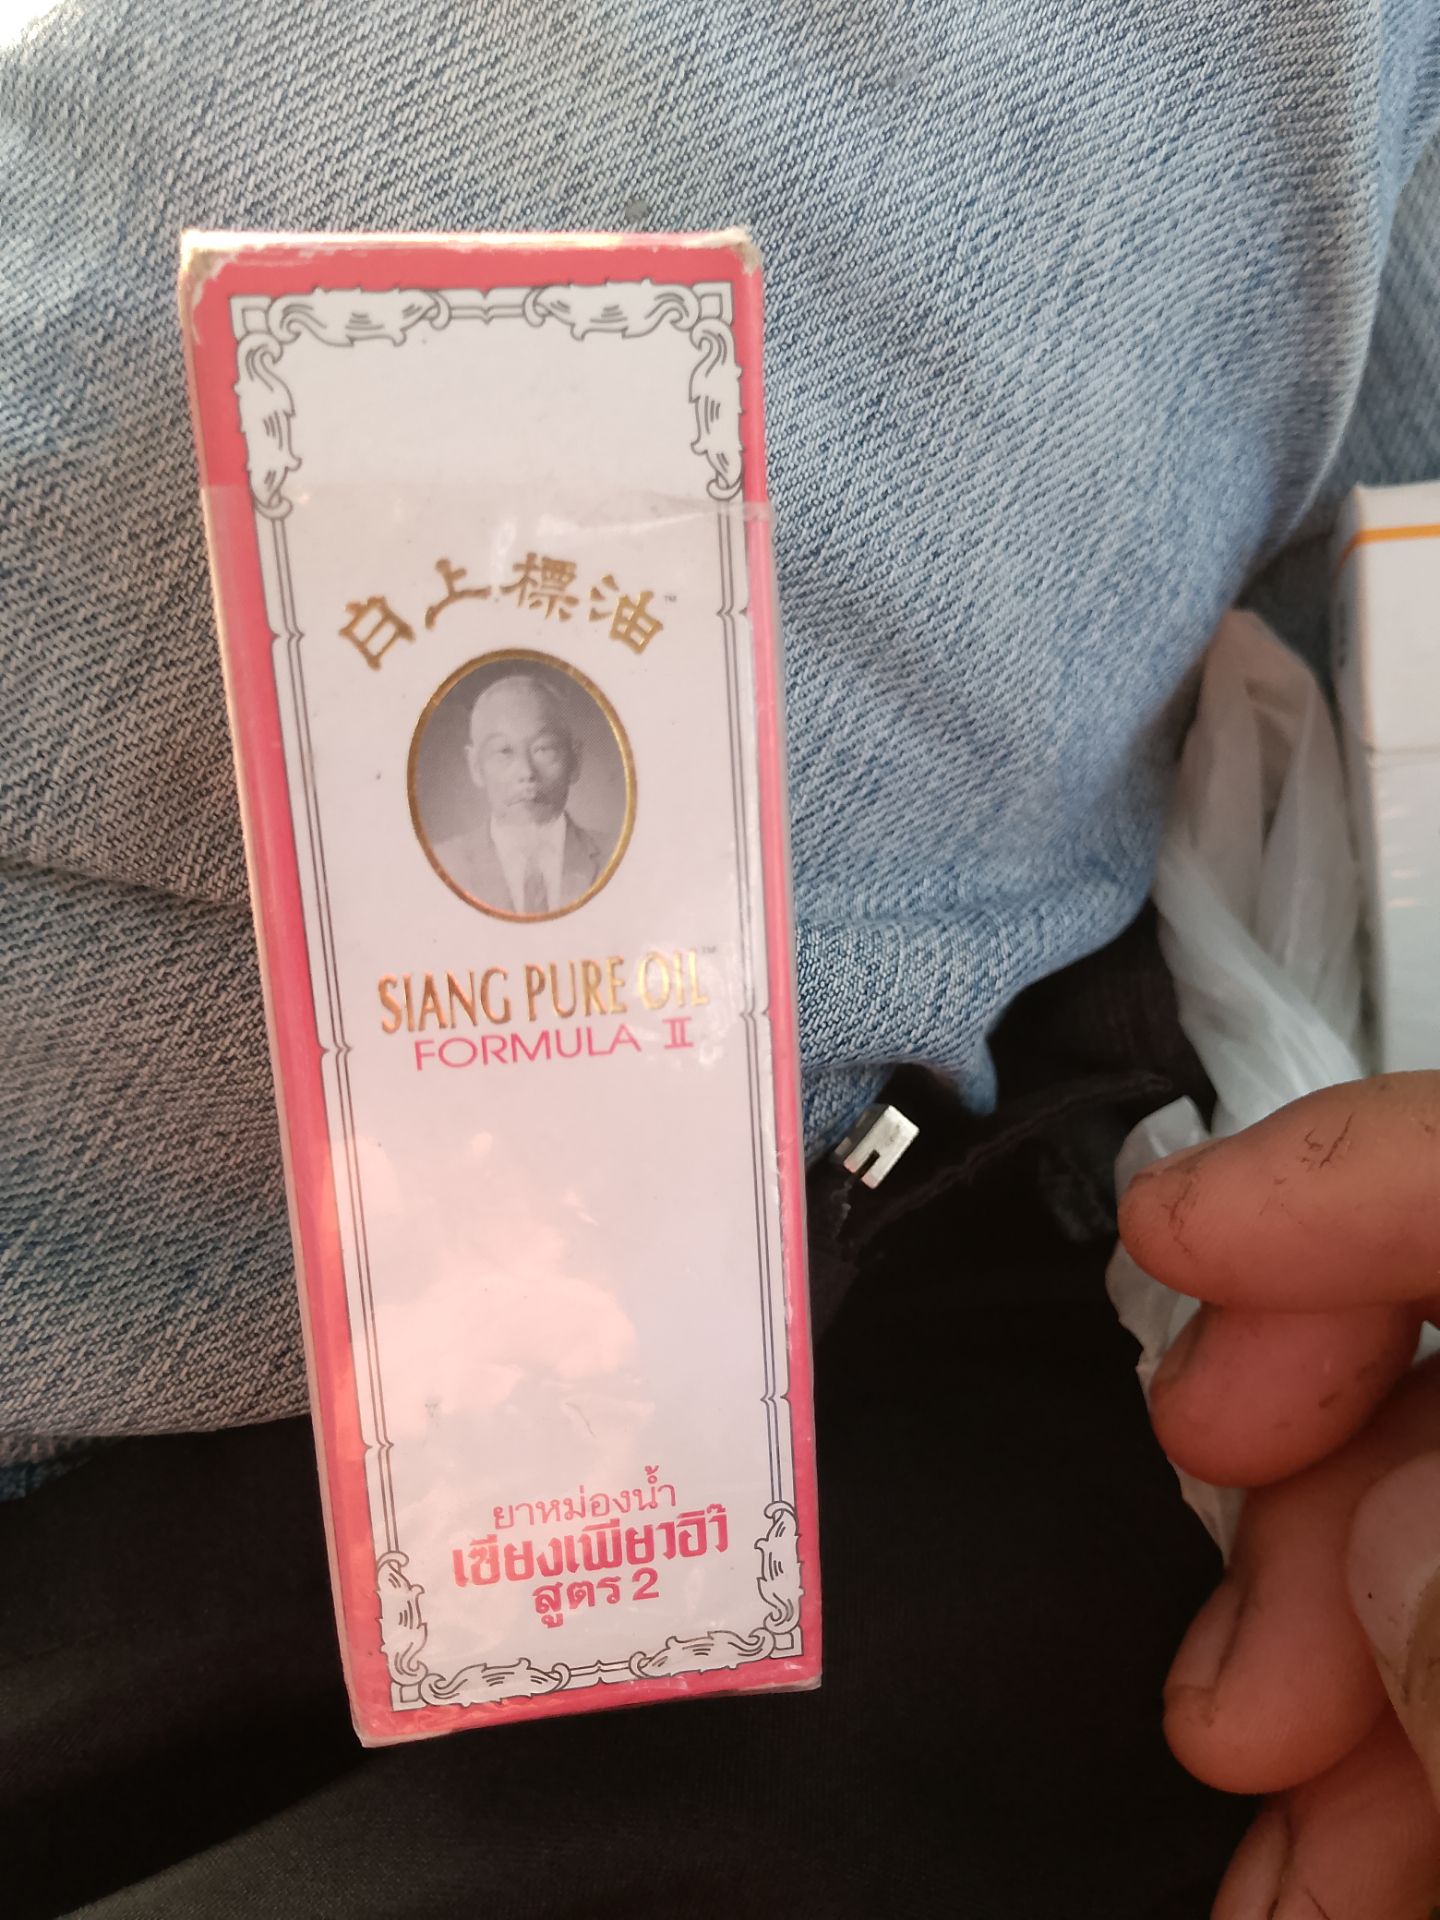 白上標油™
SIANG PURE OIL™
FORMULA II
ยาหม่องน้ำ
เซียงเพียวอิ๊ว
สูตร 2